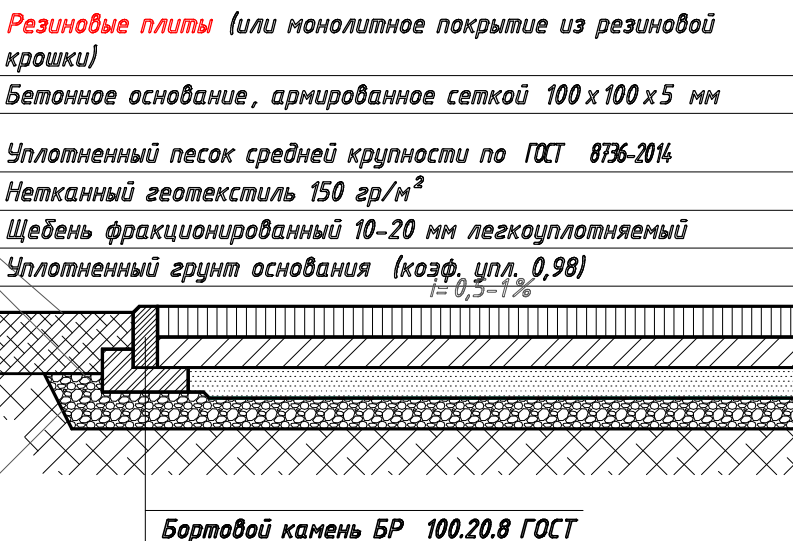 Резиновые плиты (или монолитное покрытие из резиновой
крошки)
Бетонное основание, армированное сеткой 100х100х5 мм
Уплотненный песок средней крупности по ГОСТ 8736-2014
Нетканный геотекстиль 150 гр/м²
Щебень фракционированный 10-20 мм легкоуплотняемый
Уплотненный грунт основания (коэф. упл. 0,98)
i=0,5-1%
Бортовой камень БР 100.20.8 ГОСТ